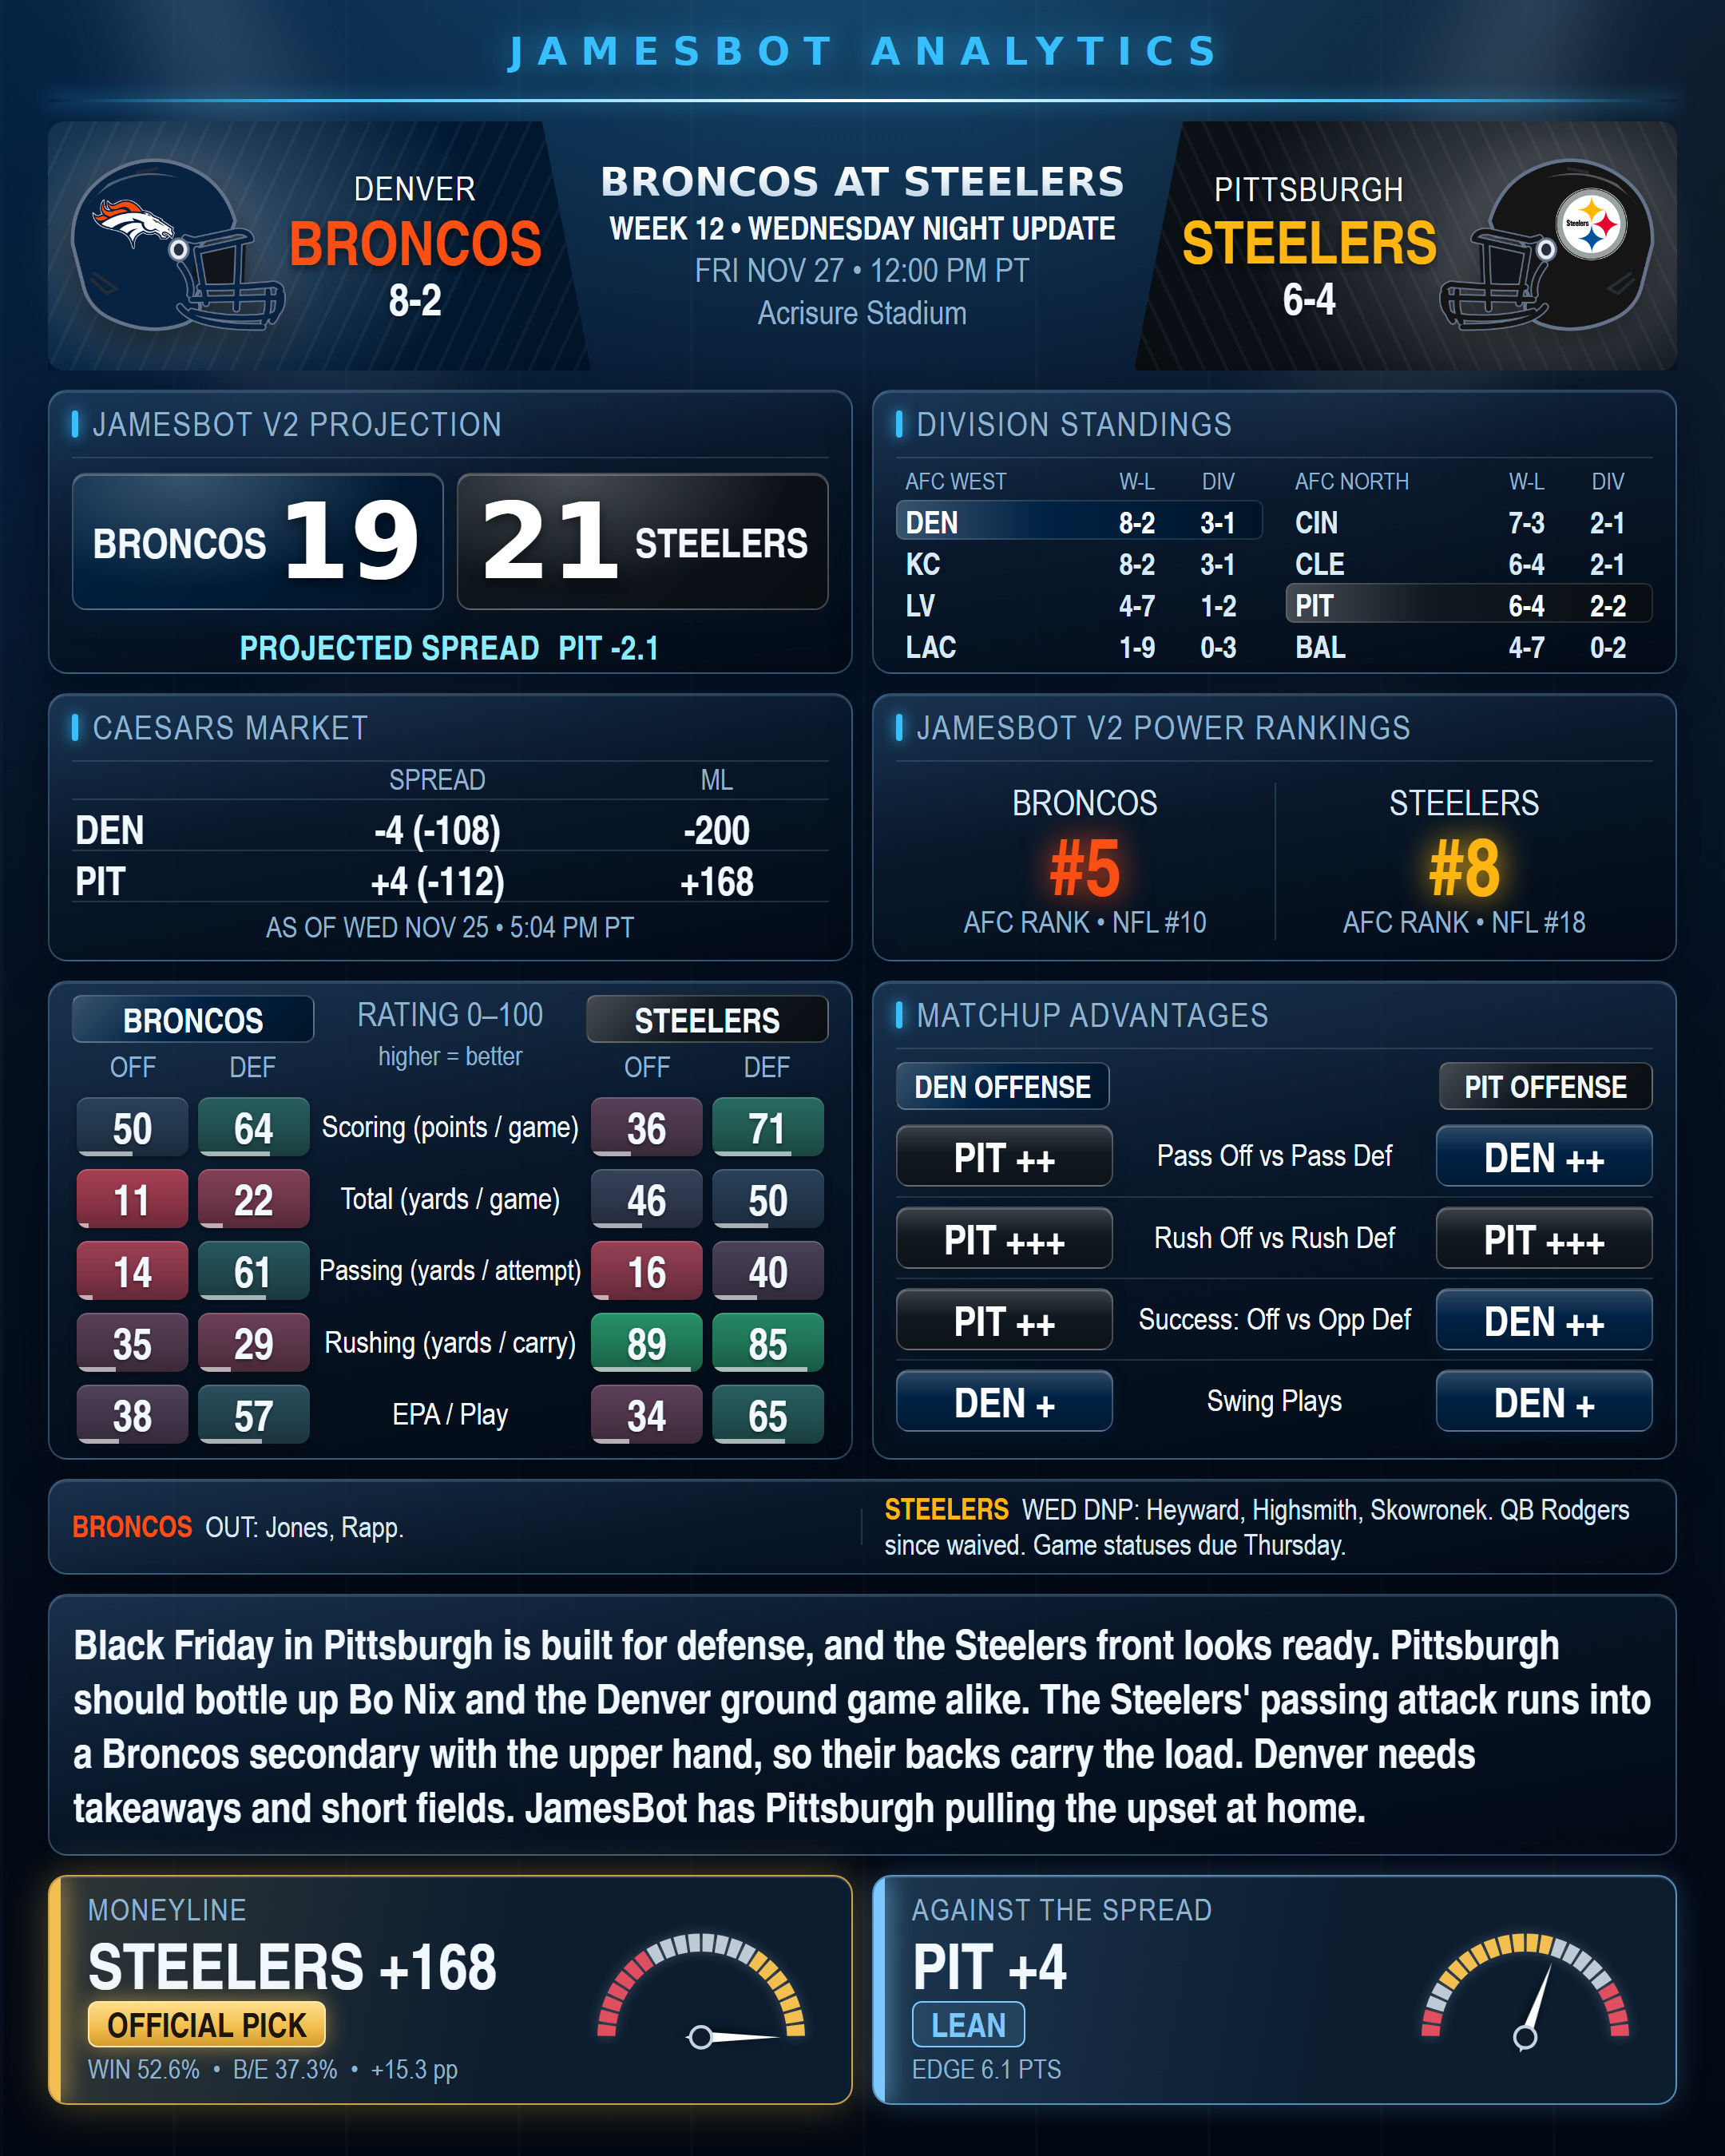 JAMESBOT ANALYTICS
DENVER
BRONCOS
8-2
BRONCOS AT STEELERS
WEEK 12 • WEDNESDAY NIGHT UPDATE
FRI NOV 27 • 12:00 PM PT
Acrisure Stadium
PITTSBURGH
STEELERS
6-4
Steelers
JAMESBOT V2 PROJECTION
BRONCOS 19
21 STEELERS
PROJECTED SPREAD PIT -2.1
DIVISION STANDINGS
AFC WEST W-L DIV AFC NORTH W-L DIV
DEN 8-2 3-1 CIN 7-3 2-1
KC 8-2 3-1 CLE 6-4 2-1
LV 4-7 1-2 PIT 6-4 2-2
LAC 1-9 0-3 BAL 4-7 0-2
CAESARS MARKET
SPREAD ML
DEN -4 (-108) -200
PIT +4 (-112) +168
AS OF WED NOV 25 • 5:04 PM PT
JAMESBOT V2 POWER RANKINGS
BRONCOS STEELERS
#5 #8
AFC RANK • NFL #10 AFC RANK • NFL #18
BRONCOS RATING 0–100 STEELERS
OFF DEF higher = better OFF DEF
50 64 Scoring (points / game) 36 71
11 22 Total (yards / game) 46 50
14 61 Passing (yards / attempt) 16 40
35 29 Rushing (yards / carry) 89 85
38 57 EPA / Play 34 65
MATCHUP ADVANTAGES
DEN OFFENSE PIT OFFENSE
PIT ++ Pass Off vs Pass Def DEN ++
PIT +++ Rush Off vs Rush Def PIT +++
PIT ++ Success: Off vs Opp Def DEN ++
DEN + Swing Plays DEN +
BRONCOS OUT: Jones, Rapp.
STEELERS WED DNP: Heyward, Highsmith, Skowronek. QB Rodgers
since waived. Game statuses due Thursday.
Black Friday in Pittsburgh is built for defense, and the Steelers front looks ready. Pittsburgh
should bottle up Bo Nix and the Denver ground game alike. The Steelers' passing attack runs into
a Broncos secondary with the upper hand, so their backs carry the load. Denver needs
takeaways and short fields. JamesBot has Pittsburgh pulling the upset at home.
MONEYLINE
STEELERS +168
OFFICIAL PICK
WIN 52.6% • B/E 37.3% • +15.3 pp
AGAINST THE SPREAD
PIT +4
LEAN
EDGE 6.1 PTS